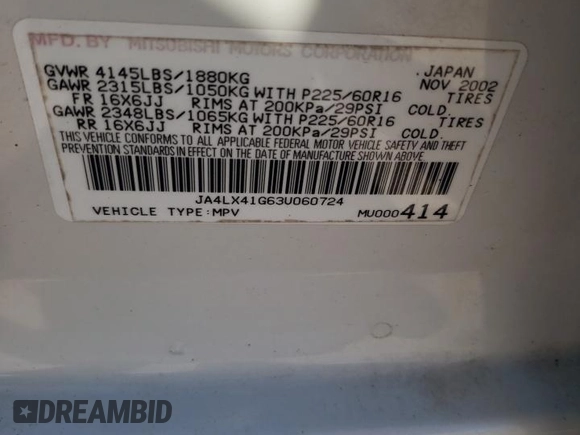 MFD. BY MITSUBISHI MOTORS CORPORATION
JAPAN
GVWR 4145LBS/1880KG NOV 2002
GAWR 2315LBS/1050KG WITH P225/60R16 TIRES
FR 16X6JJ RIMS AT 200KPa/29PSI COLD.
GAWR 2348LBS/1065KG WITH P225/60R16 TIRES
RR 16X6JJ RIMS AT 200KPa/29PSI COLD.
THIS VEHICLE CONFORMS TO ALL APPLICABLE FEDERAL MOTOR VEHICLE SAFETY AND THEFT
PREVENTION STANDARDS IN EFFECT ON THE DATE OF MANUFACTURE SHOWN ABOVE.
JA4LX41G63U060724
VEHICLE TYPE:MPV MU000414
DREAMBID